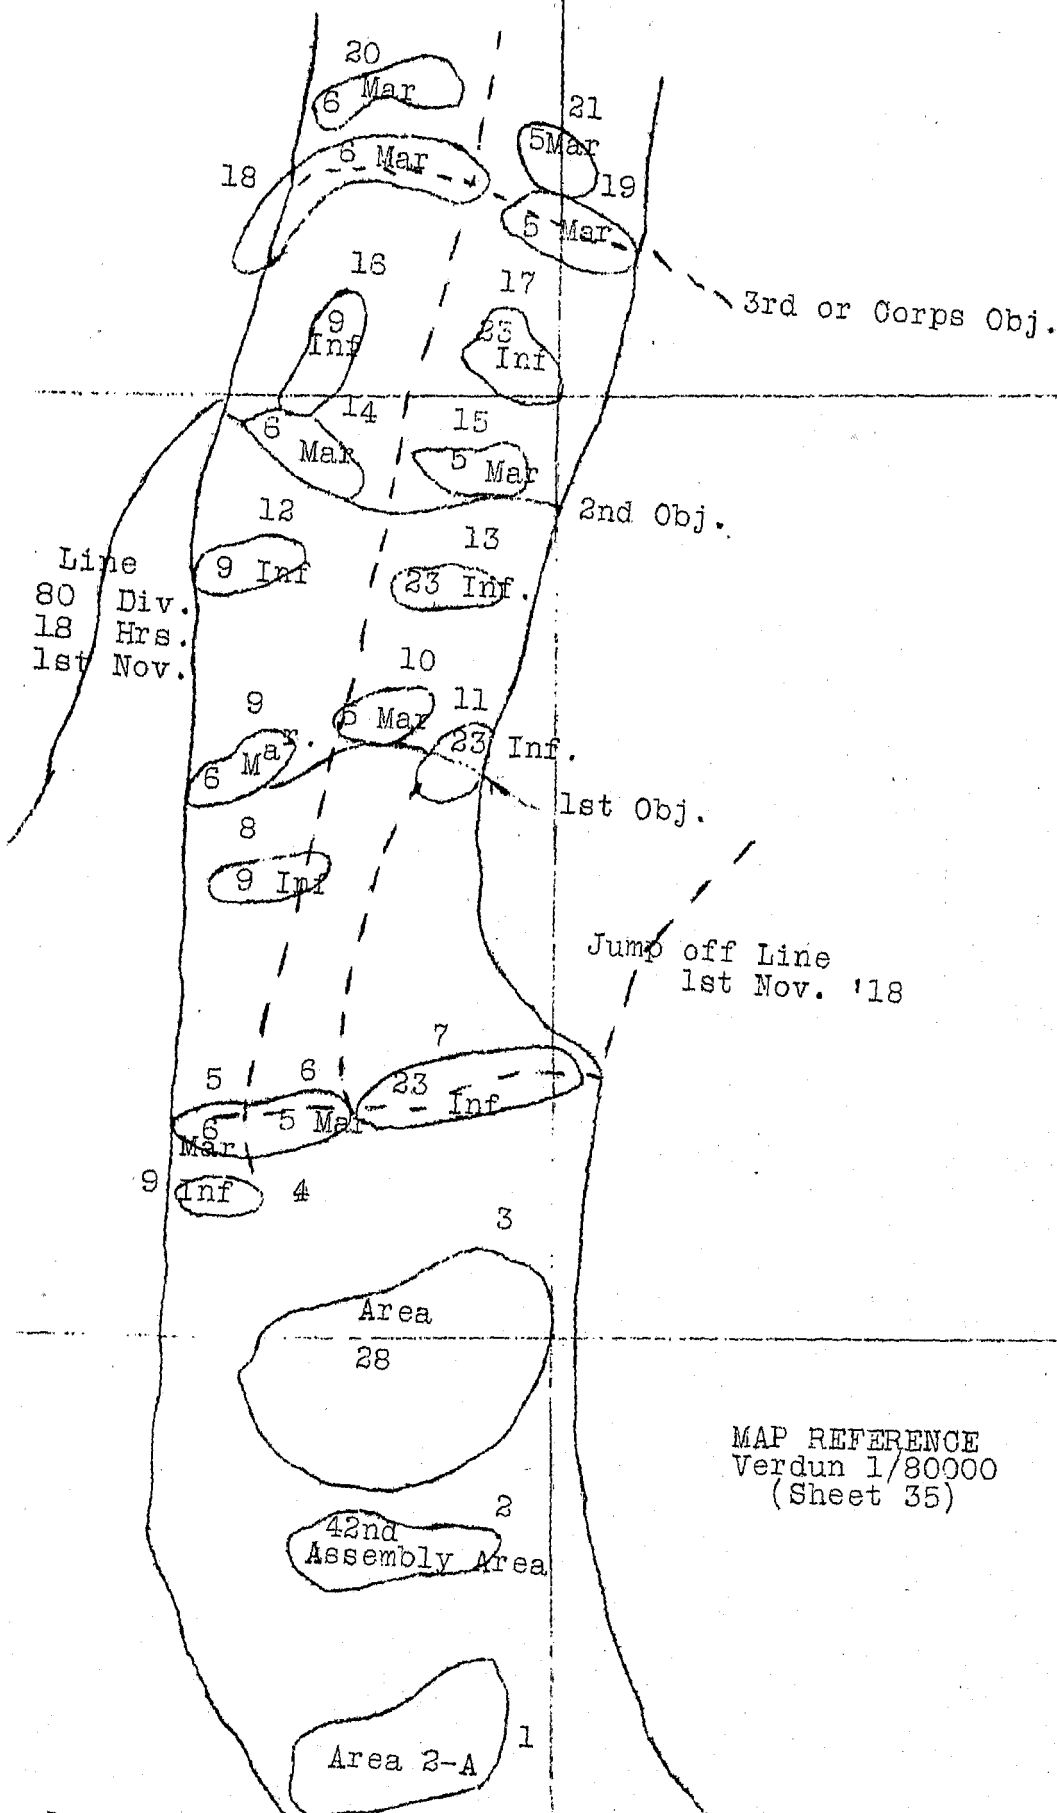 20
6 Mar
21
5Mar
18
6 Mar
19
5 Mar
3rd or Corps Obj.
16
9
Inf
17
23
Inf
14
6
Mar
15
5 Mar
2nd Obj.
12
9 Inf
13
23 Inf.
Line
80 Div.
18 Hrs.
1st Nov.
10
5 Mar
11
23 Inf.
9
6 Mar.
1st Obj.
8
9 Inf
Jump off Line
1st Nov. '18
7
23 Inf
5
6
Mar
6
5 Mar
9 Inf
4
3
Area
28
MAP REFERENCE
Verdun 1/80000
(Sheet 35)
2
42nd
Assembly Area
1
Area 2-A